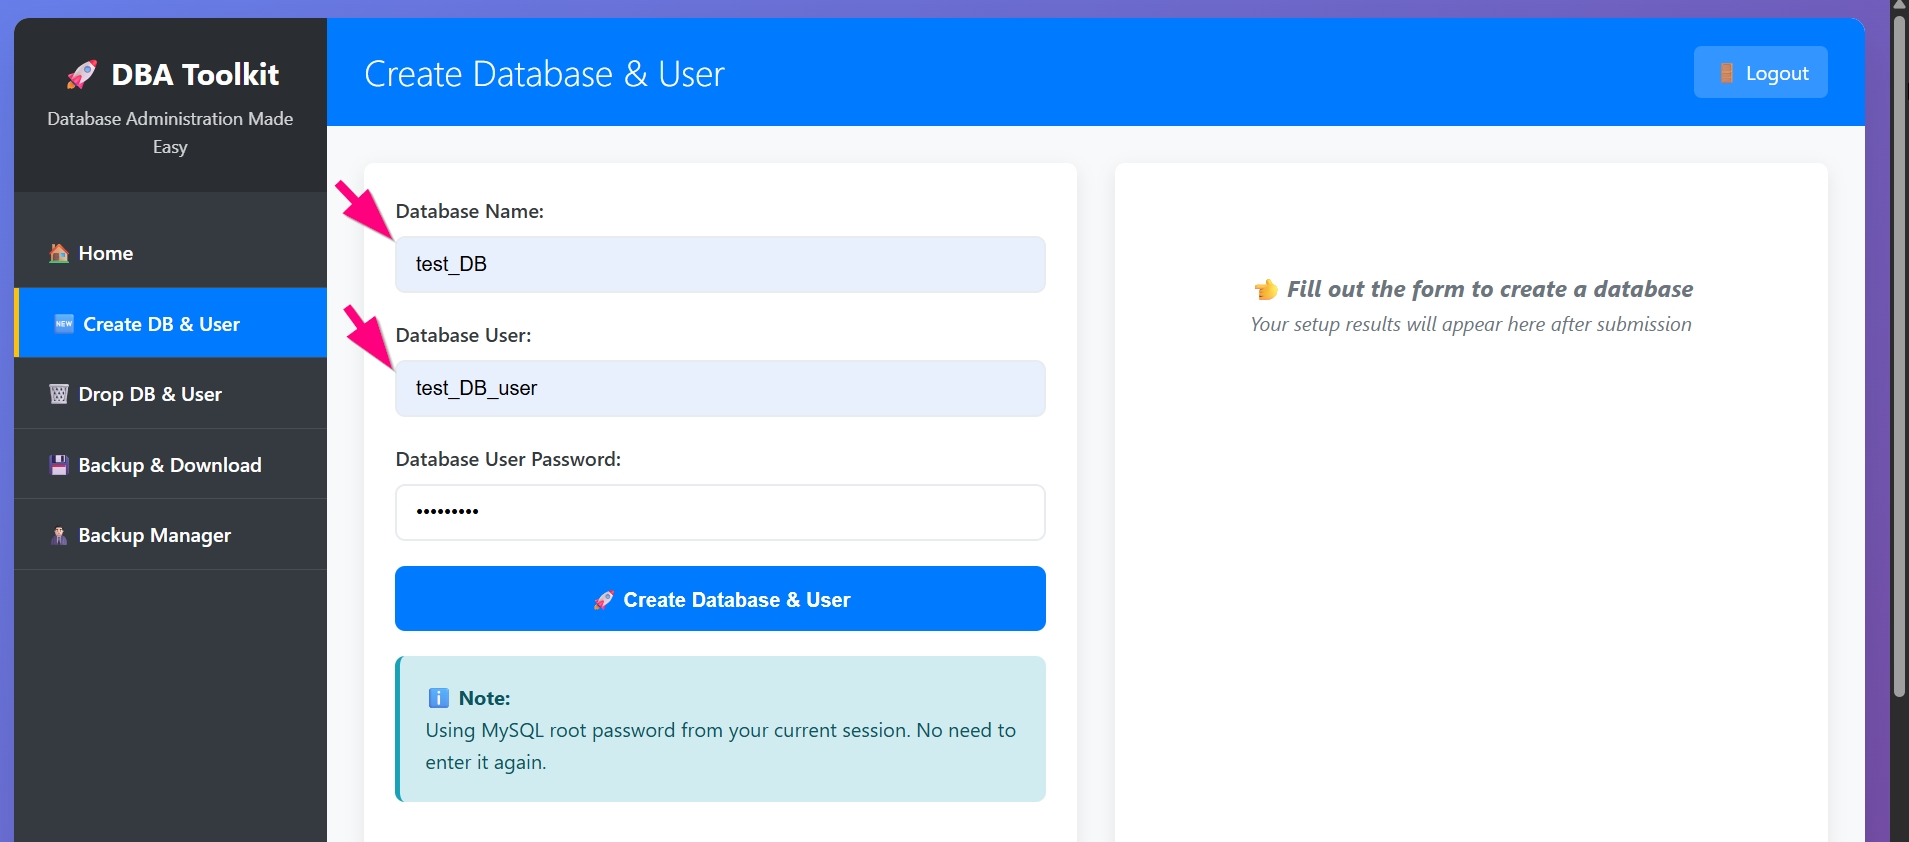 DBA Toolkit
Database Administration Made
Easy
Home
NEW Create DB & User
Drop DB & User
Backup & Download
Backup Manager
Create Database & User
Logout
Database Name:
test_DB
Database User:
test_DB_user
Database User Password:
•••••••••
Create Database & User
i Note:
Using MySQL root password from your current session. No need to
enter it again.
Fill out the form to create a database
Your setup results will appear here after submission